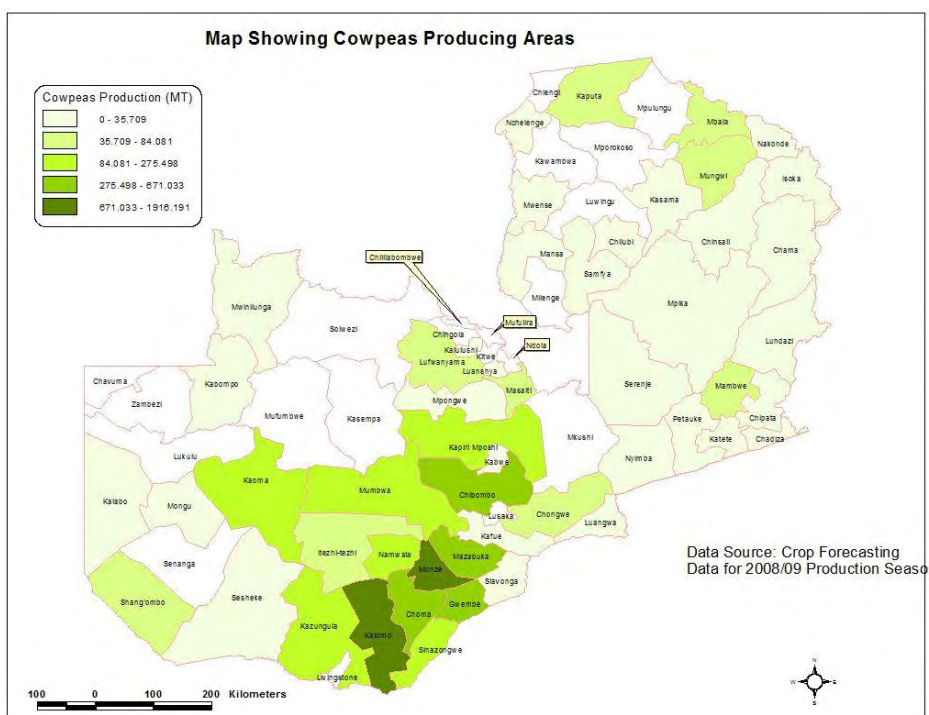 Map Showing Cowpeas Producing Areas
Cowpeas Production (MT)
0 - 35.709
35.709 - 84.081
84.081 - 275.498
275.498 - 671.033
671.033 - 1916.191
Chiengi
Kaputa
Mpulungu
Mbala
Nchelenge
Mporokoso
Nakonde
Kawambwa
Mungwi
Isoka
Mwense
Luwingu
Kasama
Mansa
Chilubi
Chinsali
Chama
Samfya
Chililabombwe
Milenge
Mpika
Mwinilunga
Solwezi
Mufulira
Chingola
Kalulushi
Kitwe
Ndola
Lundazi
Lufwanyama
Luanshya
Chavuma
Kabompo
Serenje
Mambwe
Zambezi
Masaiti
Mufumbwe
Kasempa
Mpongwe
Petauke
Chipata
Mkushi
Katete
Chadiza
Kapiri Mposhi
Nyimba
Lukulu
Kabwe
Kaoma
Mumbwa
Chibombo
Kalabo
Mongu
Lusaka
Chongwe
Luangwa
Kafue
Itezhi-tezhi
Namwala
Mazabuka
Senanga
Monze
Siavonga
Data Source: Crop Forecasting
Data for 2008/09 Production Seaso
Shang'ombo
Sesheke
Gwembe
Choma
Kazungula
Kalomo
Sinazongwe
Livingstone
100 0 100 200 Kilometers
N
W E
S